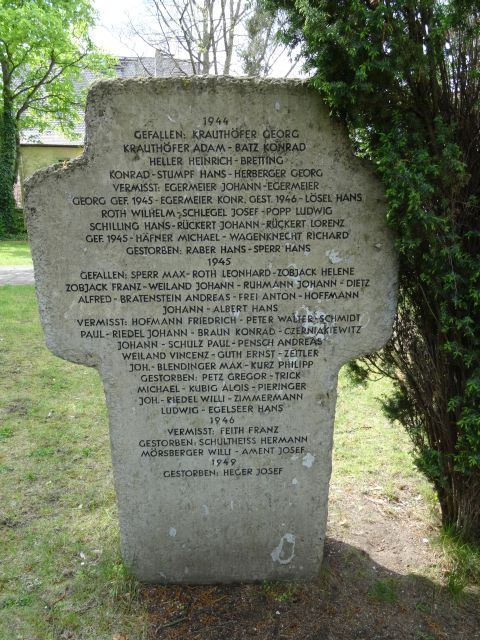 1944
GEFALLEN: KRAUTHÖFER GEORG
KRAUTHÖFER ADAM - BATZ KONRAD
HELLER HEINRICH - BRETTING
KONRAD - STUMPF HANS - HERBERGER GEORG
VERMISST: EGERMEIER JOHANN - EGERMEIER
GEORG GEF. 1945 - EGERMEIER KONR. GEST. 1946 - LÖSEL HANS
ROTH WILHELM - SCHLEGEL JOSEF - POPP LUDWIG
SCHILLING HANS - RÜCKERT JOHANN - RÜCKERT LORENZ
GEF. 1945 - HÄFNER MICHAEL - WAGENKNECHT RICHARD
GESTORBEN: RABER HANS - SPERR HANS
1945
GEFALLEN: SPERR MAX - ROTH LEONHARD - ZOBJACK HELENE
ZOBJACK FRANZ - WEILAND JOHANN - RUHMANN JOHANN - DIETZ
ALFRED - BRATENSTEIN ANDREAS - FREI ANTON - HOFFMANN
JOHANN - ALBERT HANS
VERMISST: HOFMANN FRIEDRICH - PETER WALTER - SCHMIDT
PAUL - RIEDEL JOHANN - BRAUN KONRAD - CZERNIAKIEWITZ
JOHANN - SCHULZ PAUL - PENSCH ANDREAS
WEILAND VINCENZ - GUTH ERNST - ZEITLER
JOH. - BLENDINGER MAX - KURZ PHILIPP
GESTORBEN: PETZ GREGOR - TRICK
MICHAEL - KUBIG ALOIS - PIERINGER
JOH. - RIEDEL WILLI - ZIMMERMANN
LUDWIG - EGELSEER HANS
1946
VERMISST: FEITH FRANZ
GESTORBEN: SCHULTHEISS HERMANN
MÖRSBERGER WILLI - AMENT JOSEF
1949
GESTORBEN: HEGER JOSEF